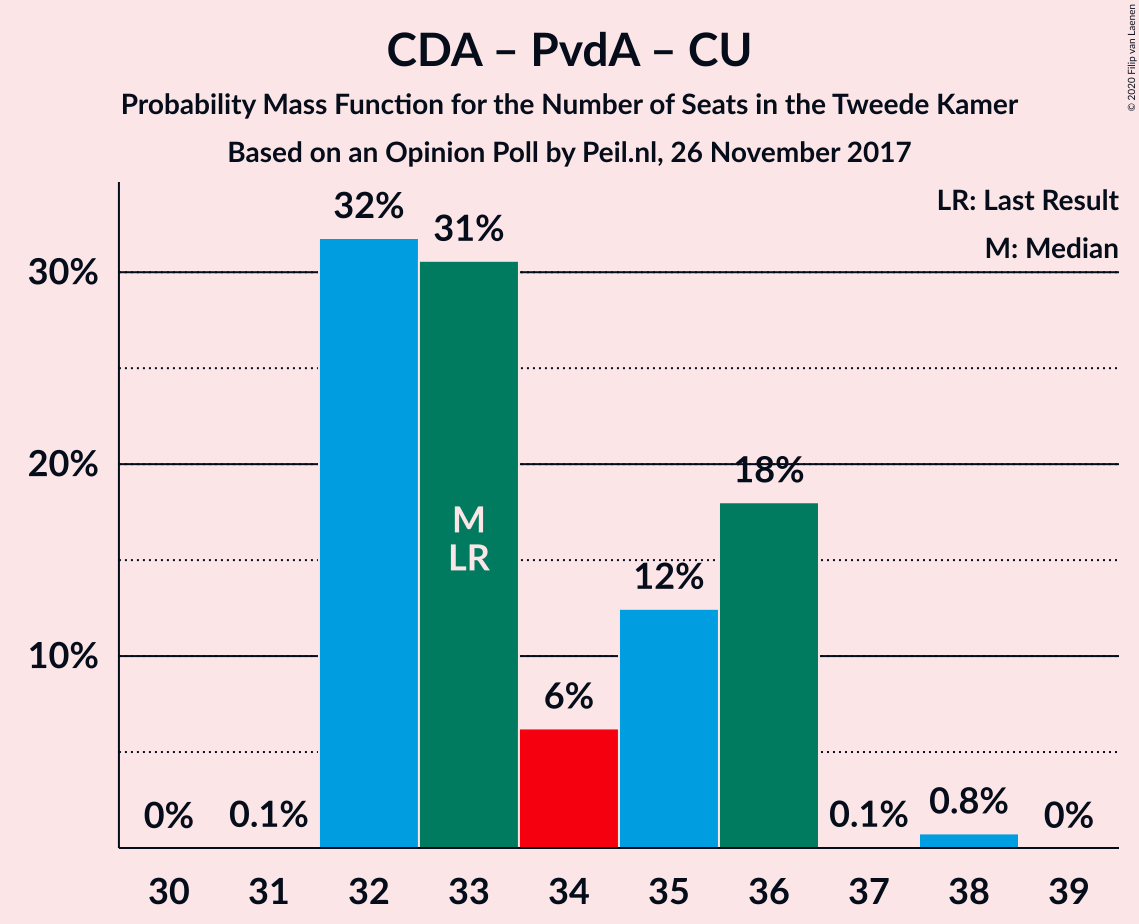 CDA – PvdA – CU
Probability Mass Function for the Number of Seats in the Tweede Kamer
Based on an Opinion Poll by Peil.nl, 26 November 2017
© 2020 Filip van Laenen
LR: Last Result
M: Median
30%
20%
10%
0%
0.1%
32%
31%
6%
12%
18%
0.1%
0.8%
0%
M
LR
30 31 32 33 34 35 36 37 38 39